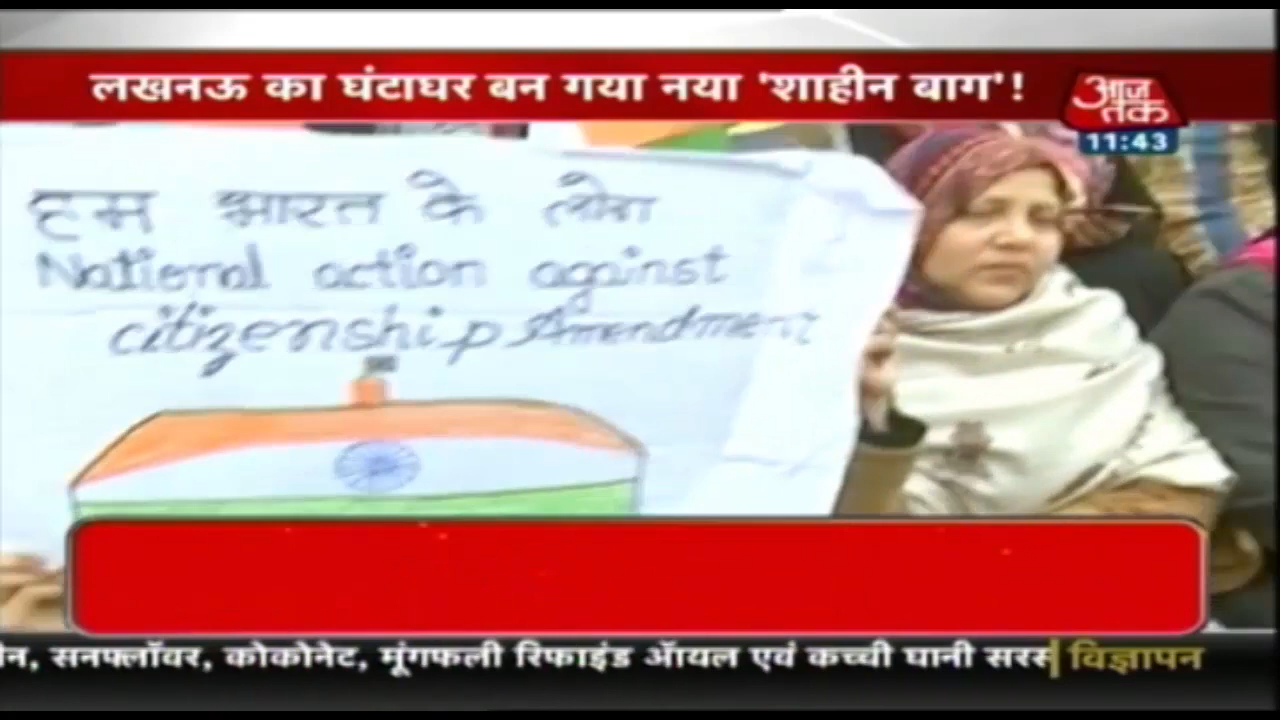 लखनऊ का घंटाघर बन गया नया 'शाहीन बाग'!
आज
तक
11:43
हम भारत के लोग
National action against
citizenship Amendment
न, सनफ्लॉवर, कोकोनेट, मूंगफली रिफाइंड ऑयल एवं कच्ची घानी सरस
विज्ञापन